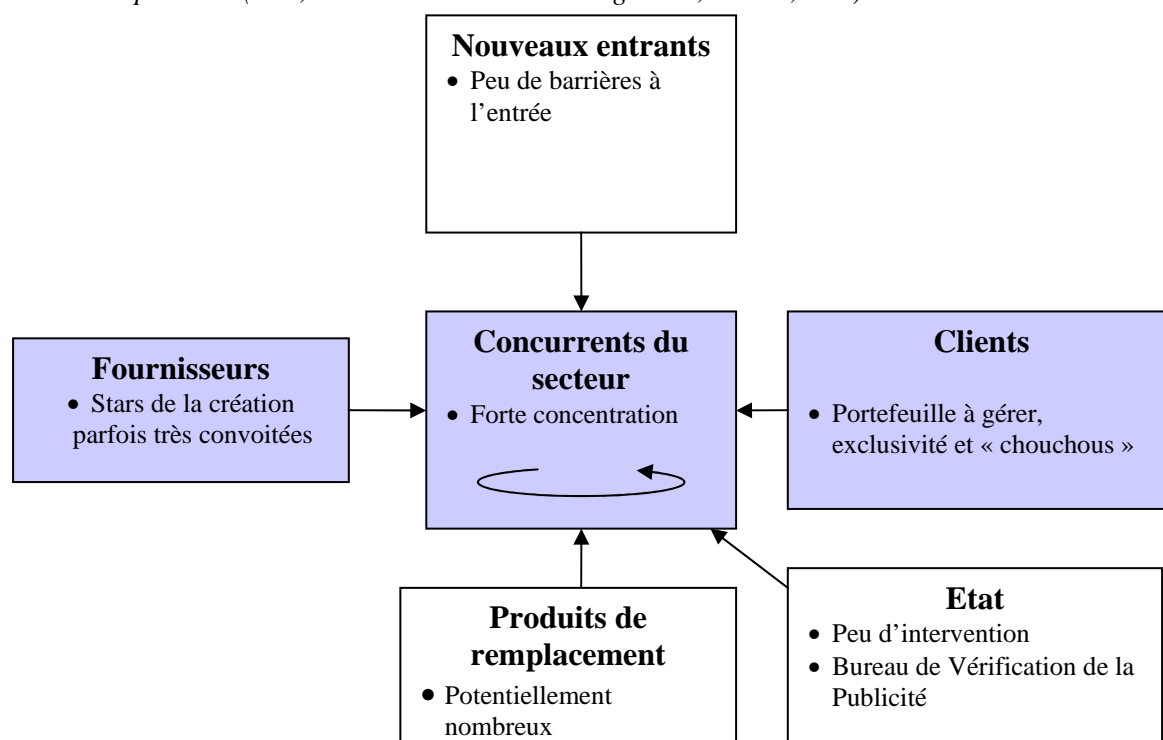 Nouveaux entrants
• Peu de barrières à
l’entrée
Fournisseurs
• Stars de la création
parfois très convoitées
Concurrents du
secteur
• Forte concentration
Clients
• Portefeuille à gérer,
exclusivité et « chouchous »
Produits de
remplacement
• Potentiellement
nombreux
Etat
• Peu d’intervention
• Bureau de Vérification de la
Publicité